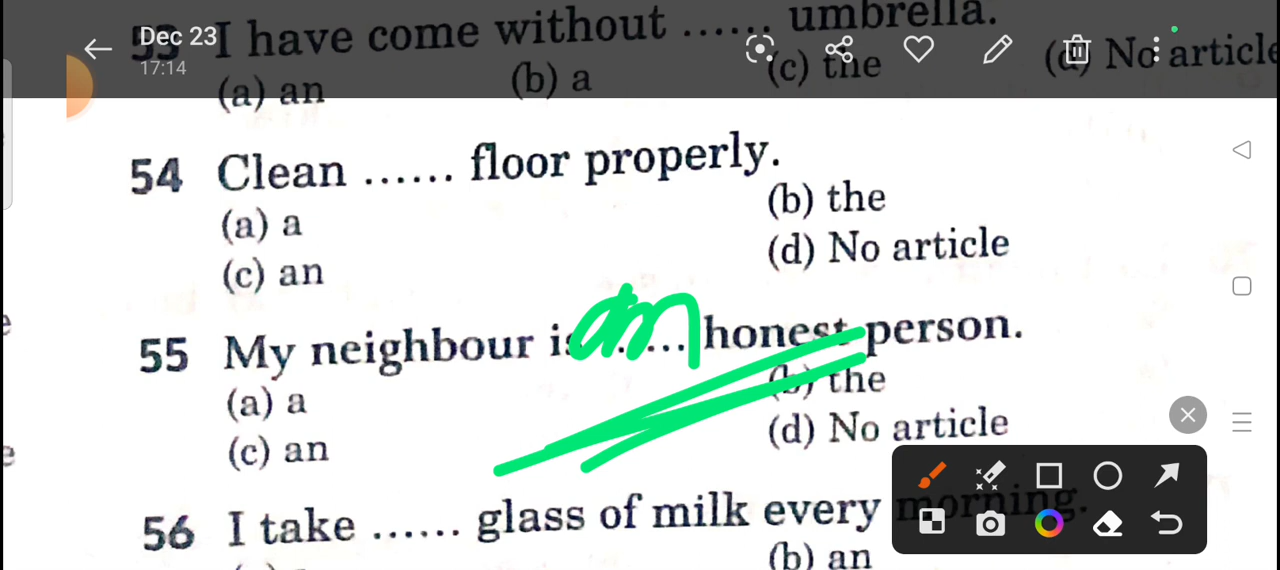 53 I have come without ...... umbrella.
Dec 23
17:14
(a) an (b) a (c) the (d) No article
54 Clean ...... floor properly.
(a) a (b) the
(c) an (d) No article
55 My neighbour is an ...... honest person.
(a) a (b) the
(c) an (d) No article
56 I take ...... glass of milk every morning.
(b) an